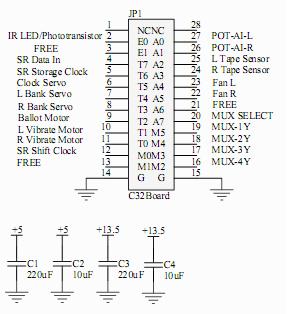 JP1
1 NC NC 28
IR LED/Phototransistor 2 E0 A0 27 POT-AI-L
FREE 3 E1 A1 26 POT-AI-R
SR Data In 4 T7 A2 25 L Tape Sensor
SR Storage Clock 5 T6 A3 24 R Tape Sensor
Clock Servo 6 T5 A4 23 Fan L
L Bank Servo 7 T4 A5 22 Fan R
R Bank Servo 8 T3 A6 21 FREE
Ballot Motor 9 T2 A7 20 MUX SELECT
L Vibrate Motor 10 T1 M5 19 MUX-1Y
R Vibrate Motor 11 T0 M4 18 MUX-2Y
SR Shift Clock 12 M0 M3 17 MUX-3Y
FREE 13 M1 M2 16 MUX-4Y
14 G G 15
C32Board
+5 +5 +13.5 +13.5
C1 C2 C3 C4
220uF 10uF 220uF 10uF